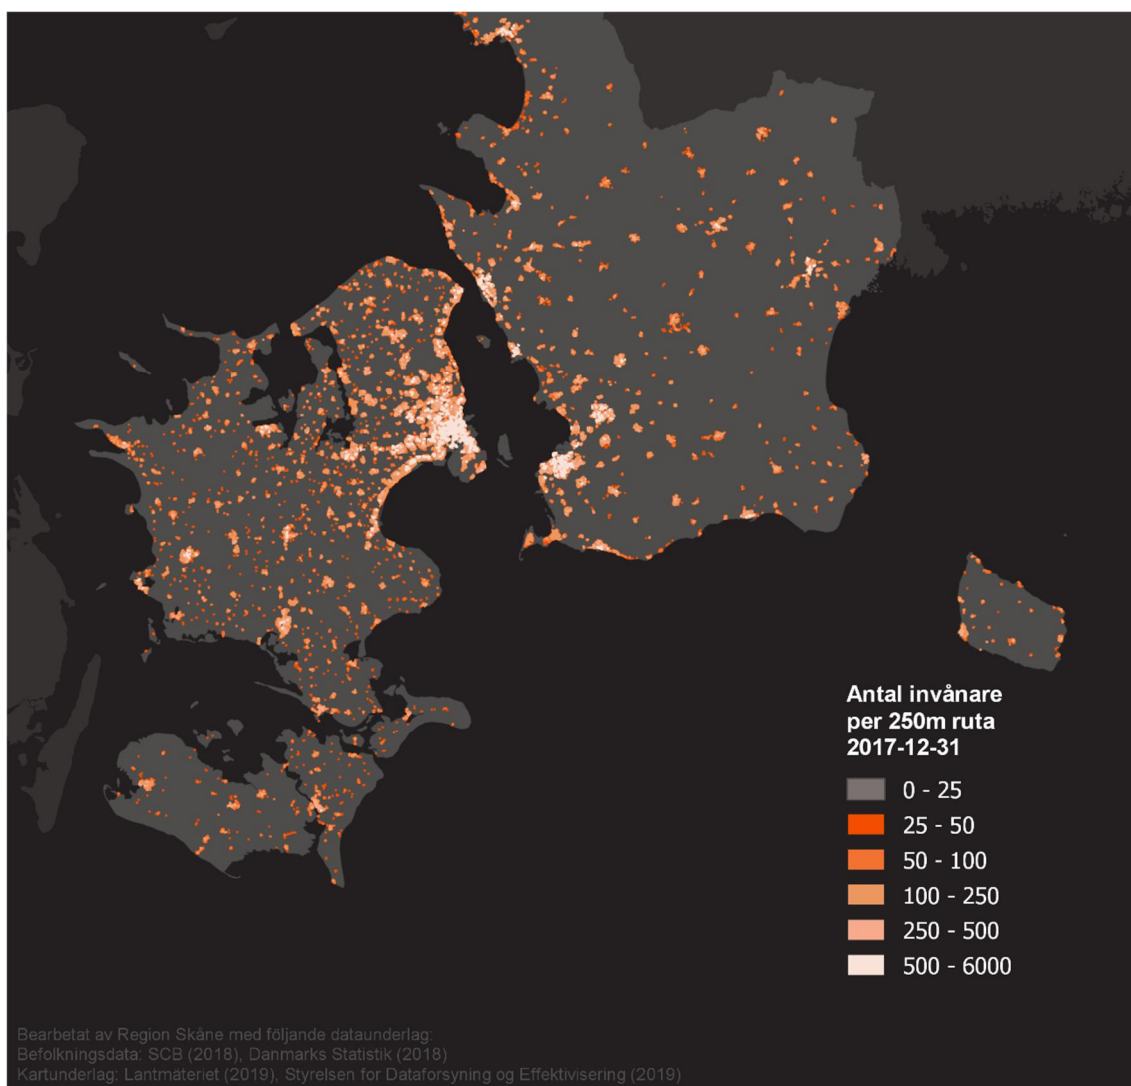 Antal invånare
per 250m ruta
2017-12-31
0 - 25
25 - 50
50 - 100
100 - 250
250 - 500
500 - 6000
Bearbetat av Region Skåne med följande dataunderlag:
Befolkningsdata: SCB (2018), Danmarks Statistik (2018)
Kartunderlag: Lantmäteriet (2019), Styrelsen for Dataforsyning og Effektivisering (2019)